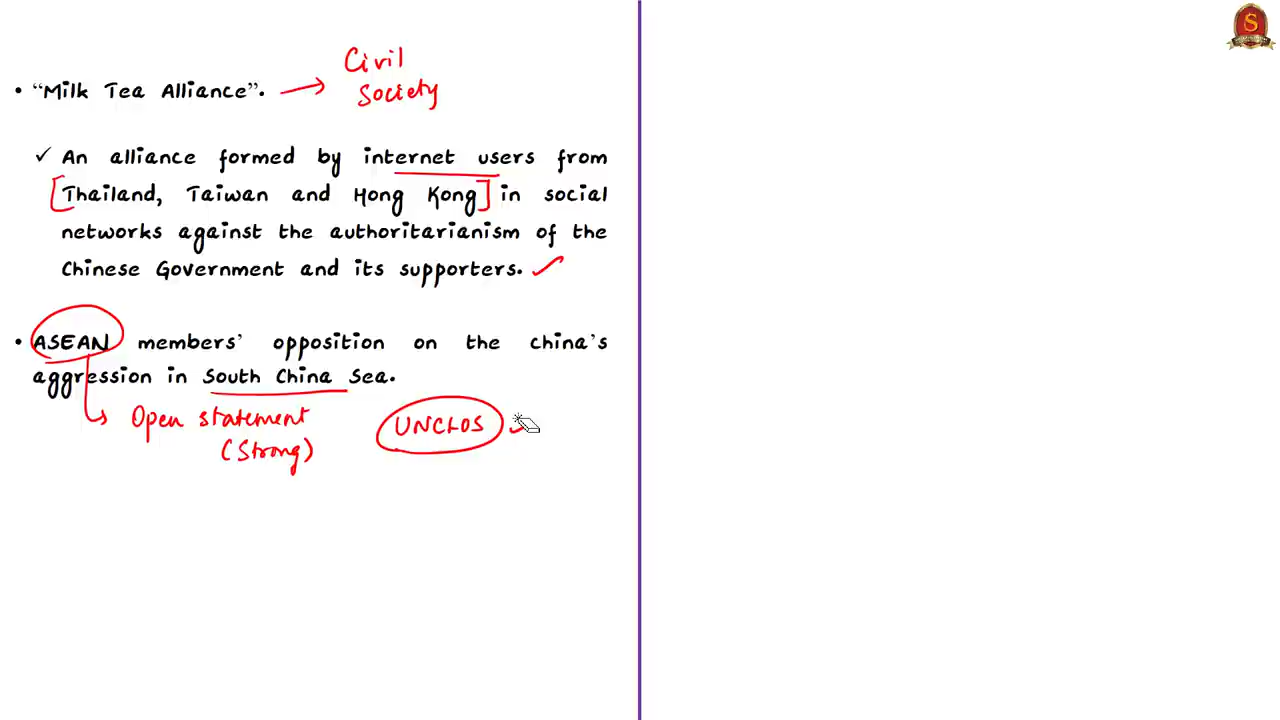 Civil
• “Milk Tea Alliance”. → Society
✓ An alliance formed by internet users from
[Thailand, Taiwan and Hong Kong] in social
networks against the authoritarianism of the
Chinese Government and its supporters. ✓
• ASEAN members’ opposition on the china’s
aggression in South China Sea.
Open statement UNCLOS
(Strong)
S